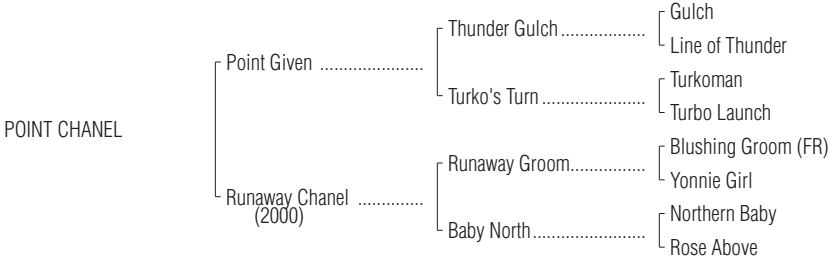 Gulch
Thunder Gulch...................
Line of Thunder
Point Given ......................
Turkoman
Turko's Turn......................
Turbo Launch
POINT CHANEL
Blushing Groom (FR)
Runaway Groom................
Yonnie Girl
Runaway Chanel ..............
(2000)
Northern Baby
Baby North........................
Rose Above